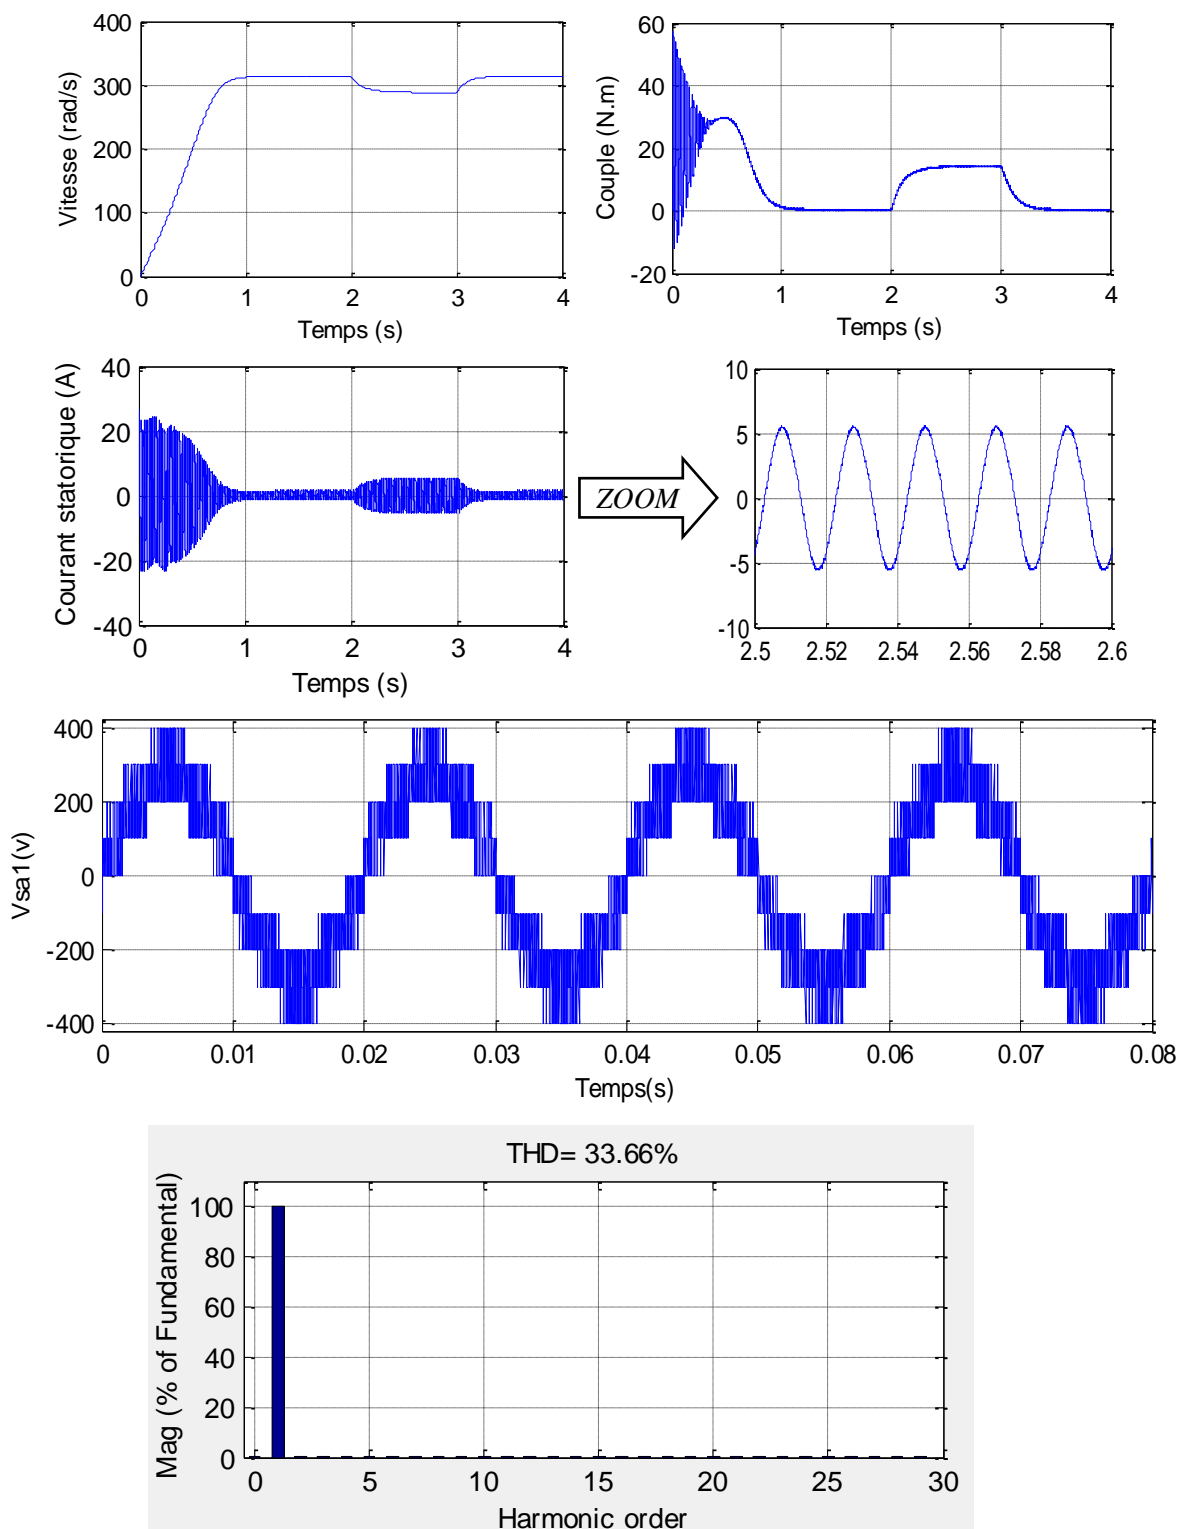 Vitesse (rad/s)
400
300
200
100
0
0 1 2 3 4
Temps (s)
Couple (N.m)
60
40
20
0
-20
0 1 2 3 4
Temps (s)
Courant statorique (A)
40
20
0
-20
-40
0 1 2 3 4
Temps (s)
ZOOM
10
5
0
-5
-10
2.5 2.52 2.54 2.56 2.58 2.6
Vsa1(v)
400
200
0
-200
-400
0 0.01 0.02 0.03 0.04 0.05 0.06 0.07 0.08
Temps(s)
THD= 33.66%
Mag (% of Fundamental)
100
80
60
40
20
0
0 5 10 15 20 25 30
Harmonic order